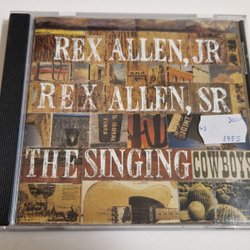 REX ALLEN, JR
REX ALLEN, SR
THE SINGING COWBOYS